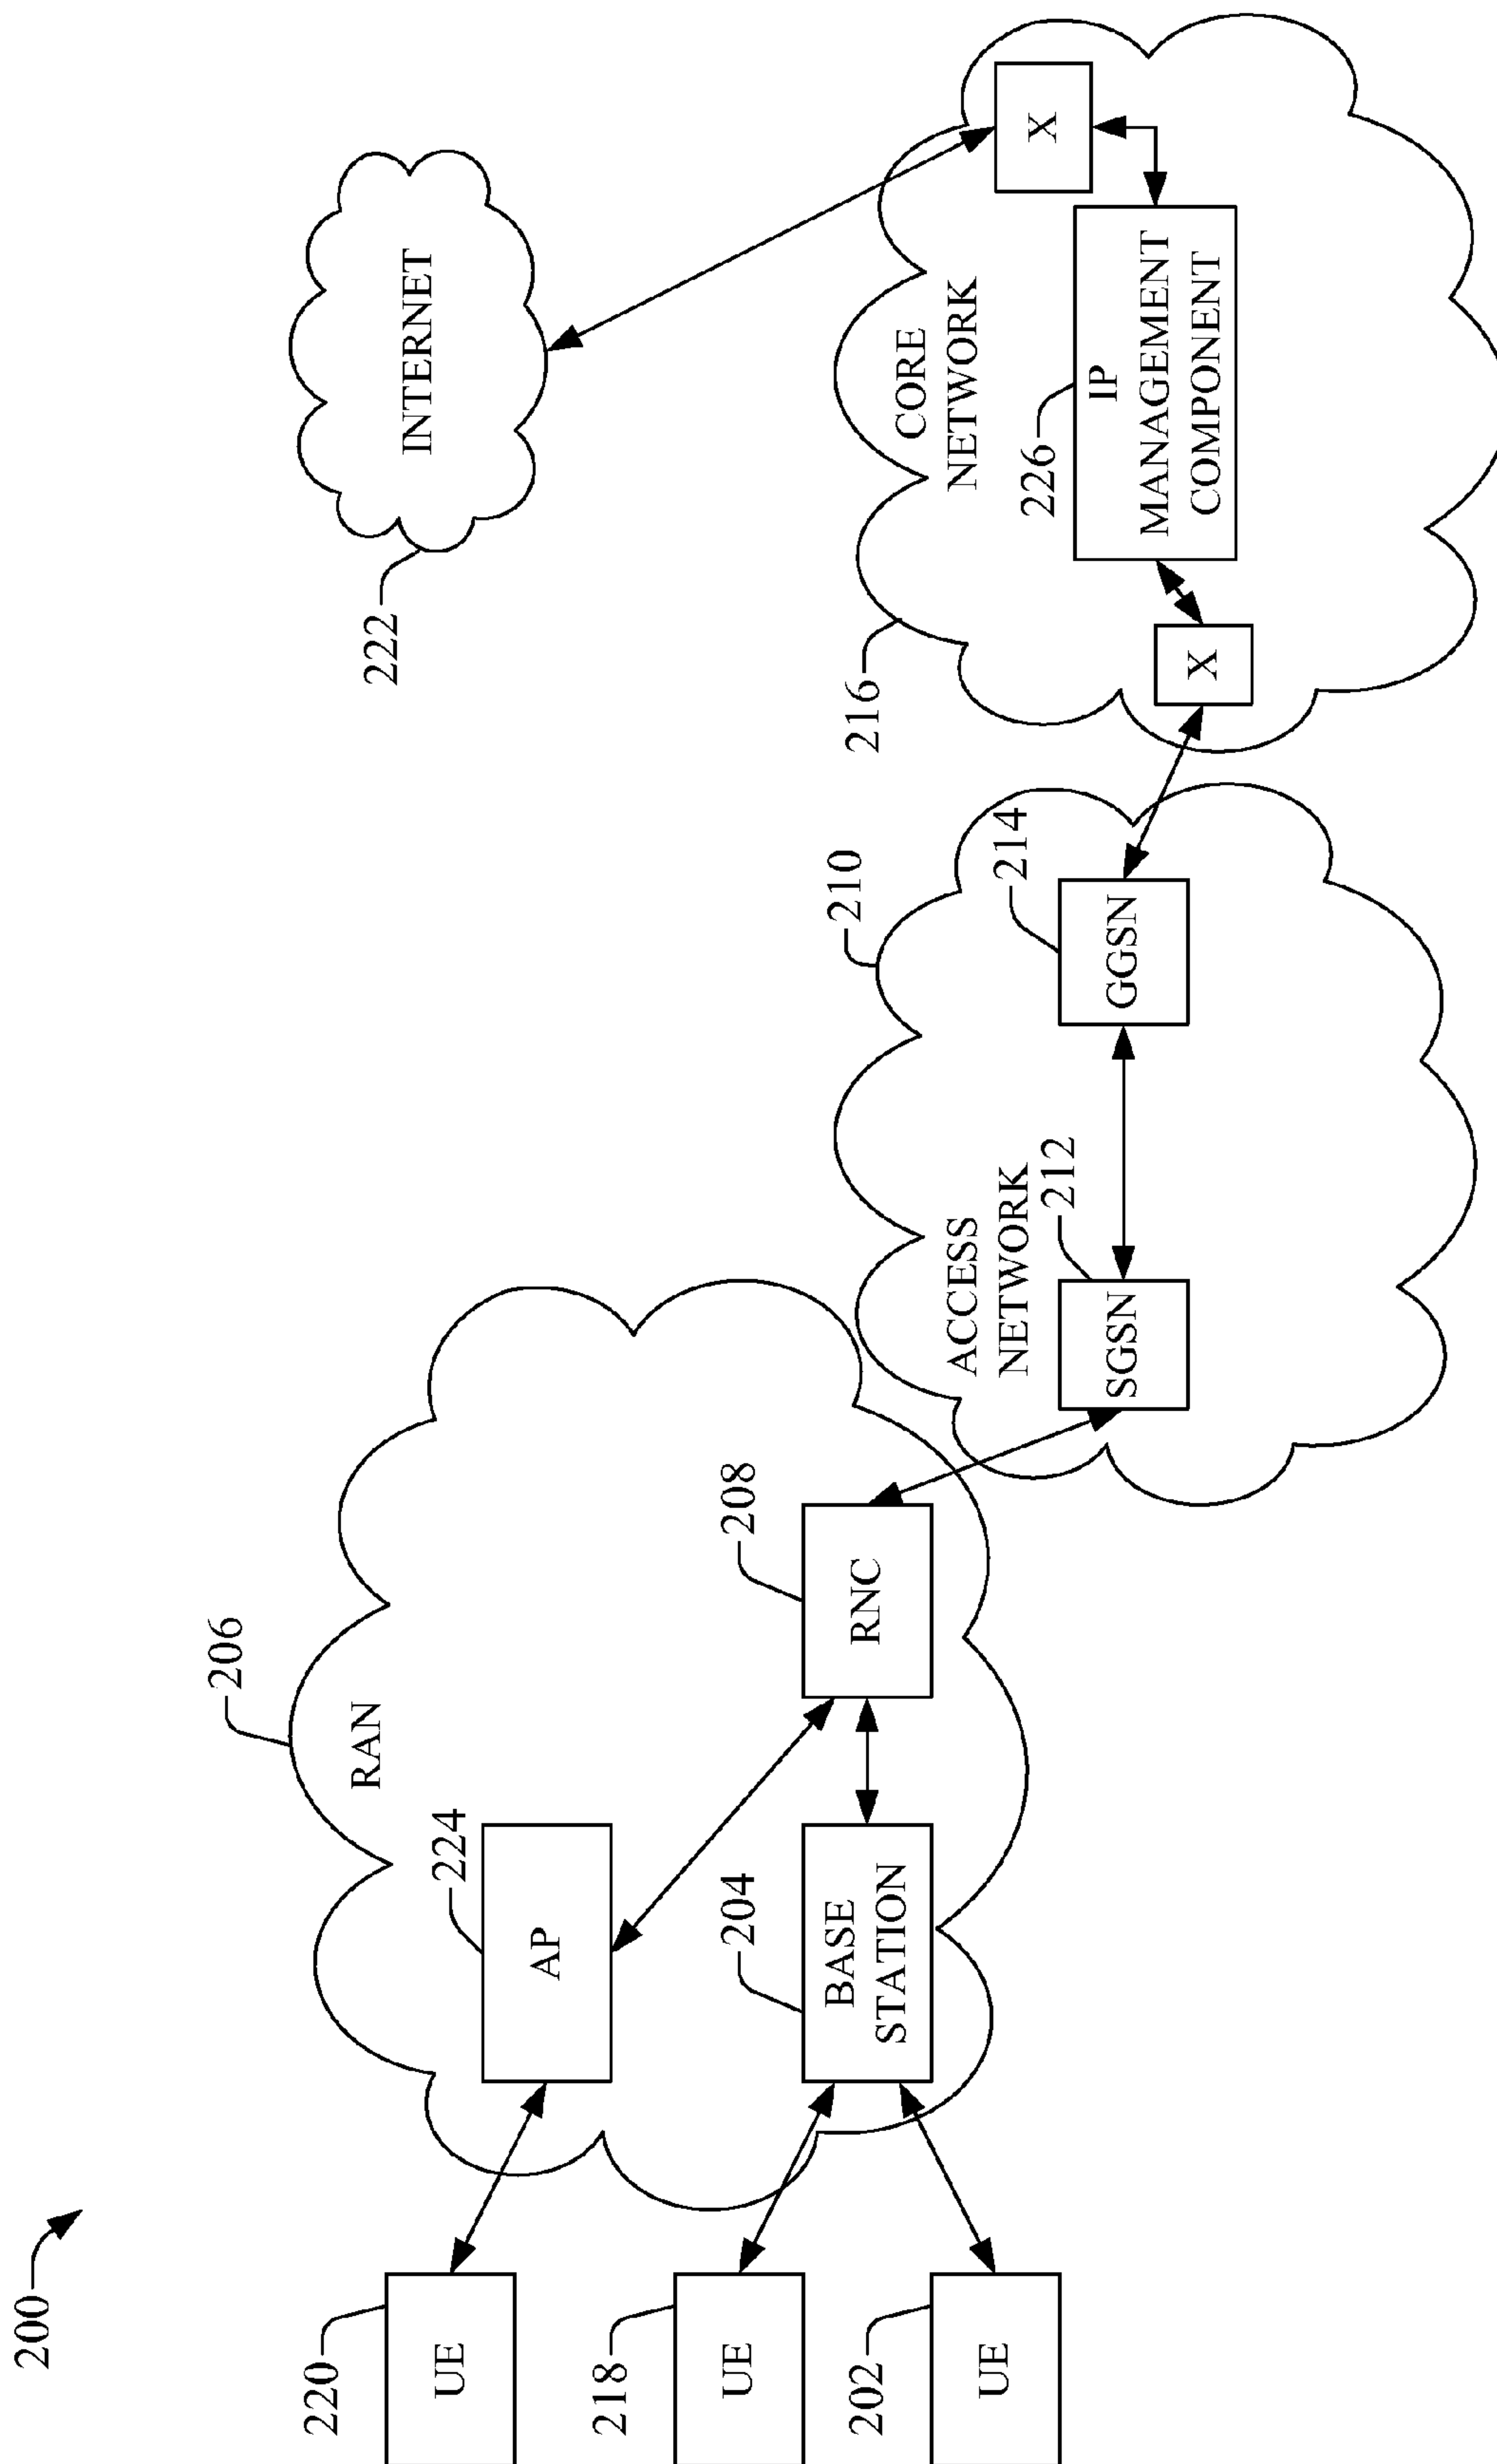 200
206
RAN
220
UE
224
AP
218
UE
204
BASE
STATION
208
RNC
202
UE
210
ACCESS
NETWORK
212
SGSN
214
GGSN
222
INTERNET
216
CORE
NETWORK
226
IP
MANAGEMENT
COMPONENT
X
X